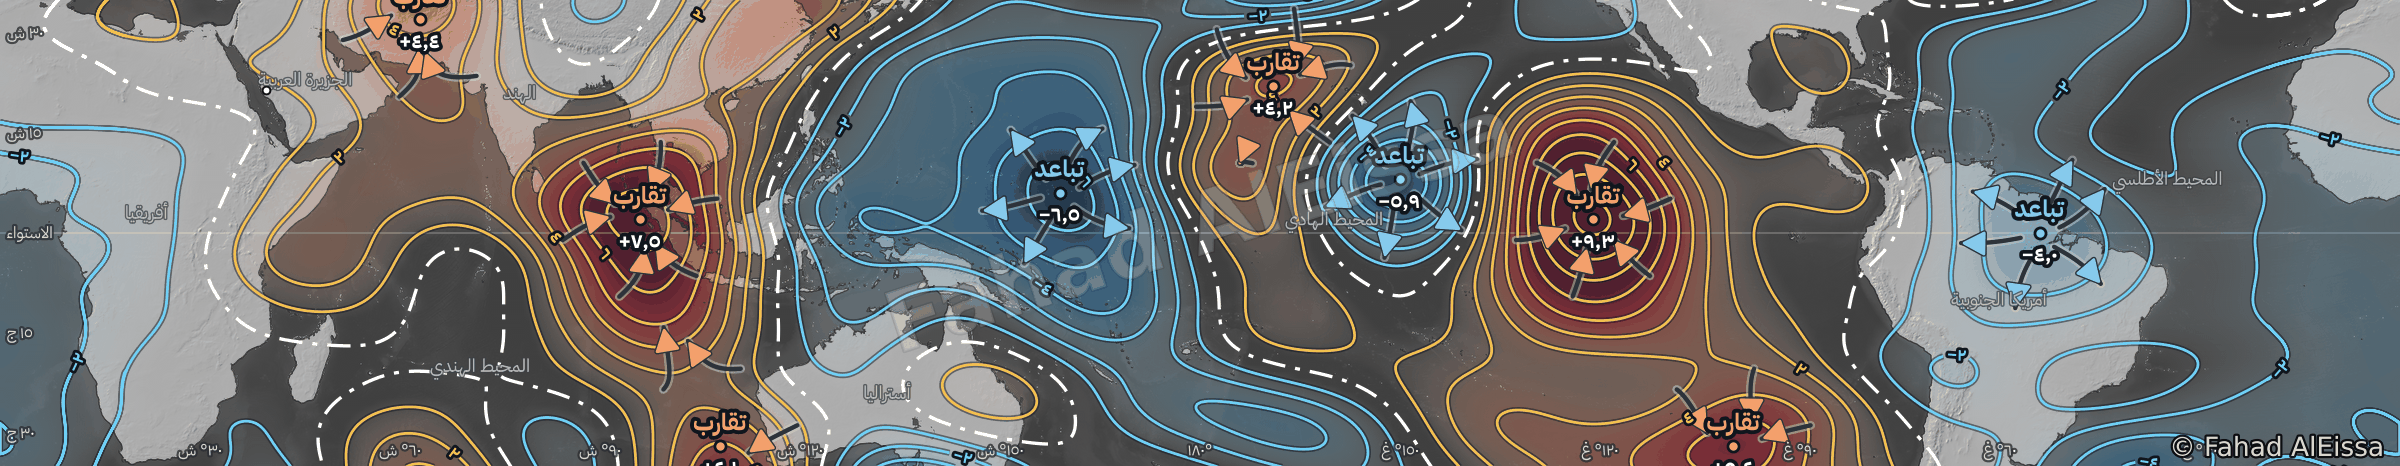 تقارب
+٤,٤
٣٠ ش
الجزيرة العربية
الهند
١٥ ش
أفريقيا
الاستواء
١٥ ج
المحيط الهندي
٣٠ ج
تقارب
+٧,٥
تباعد
−٦,٥
تقارب
+٤,٢
تباعد
−٥,٩
المحيط الهادي
تقارب
+٩,٣
المحيط الأطلسي
تباعد
−٤,٠
أمريكا الجنوبية
أستراليا
تقارب
تقارب
٣٠° ش
٦٠° ش
٩٠° ش
١٢٠° ش
١٥٠° ش
١٨٠°
١٥٠° غ
١٢٠° غ
٩٠° غ
٦٠° غ
Fahad AlEissa
© Fahad AlEissa